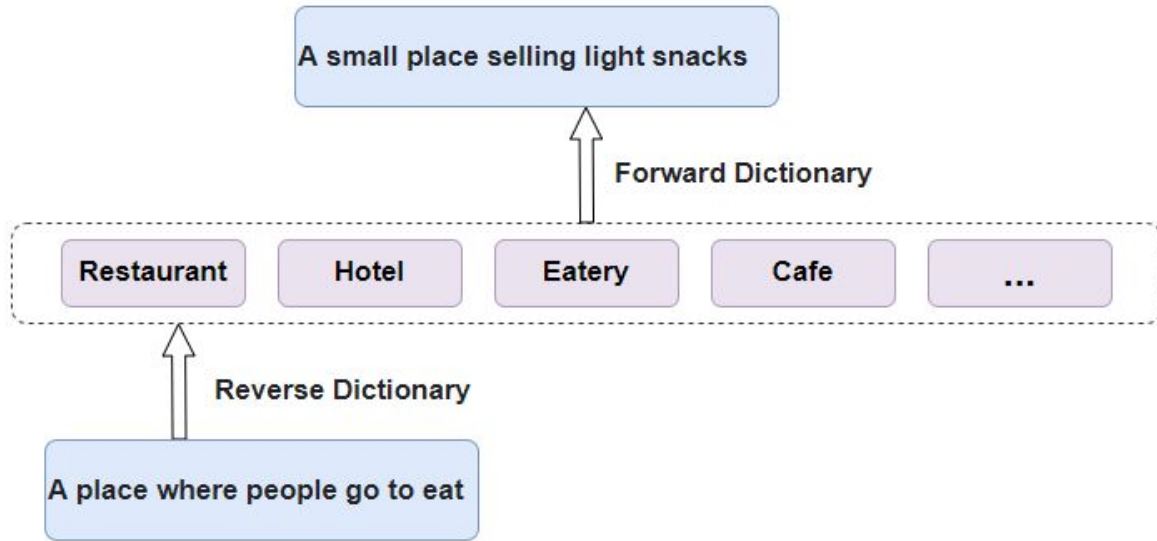 A small place selling light snacks
Forward Dictionary
Restaurant Hotel Eatery Cafe ...
Reverse Dictionary
A place where people go to eat